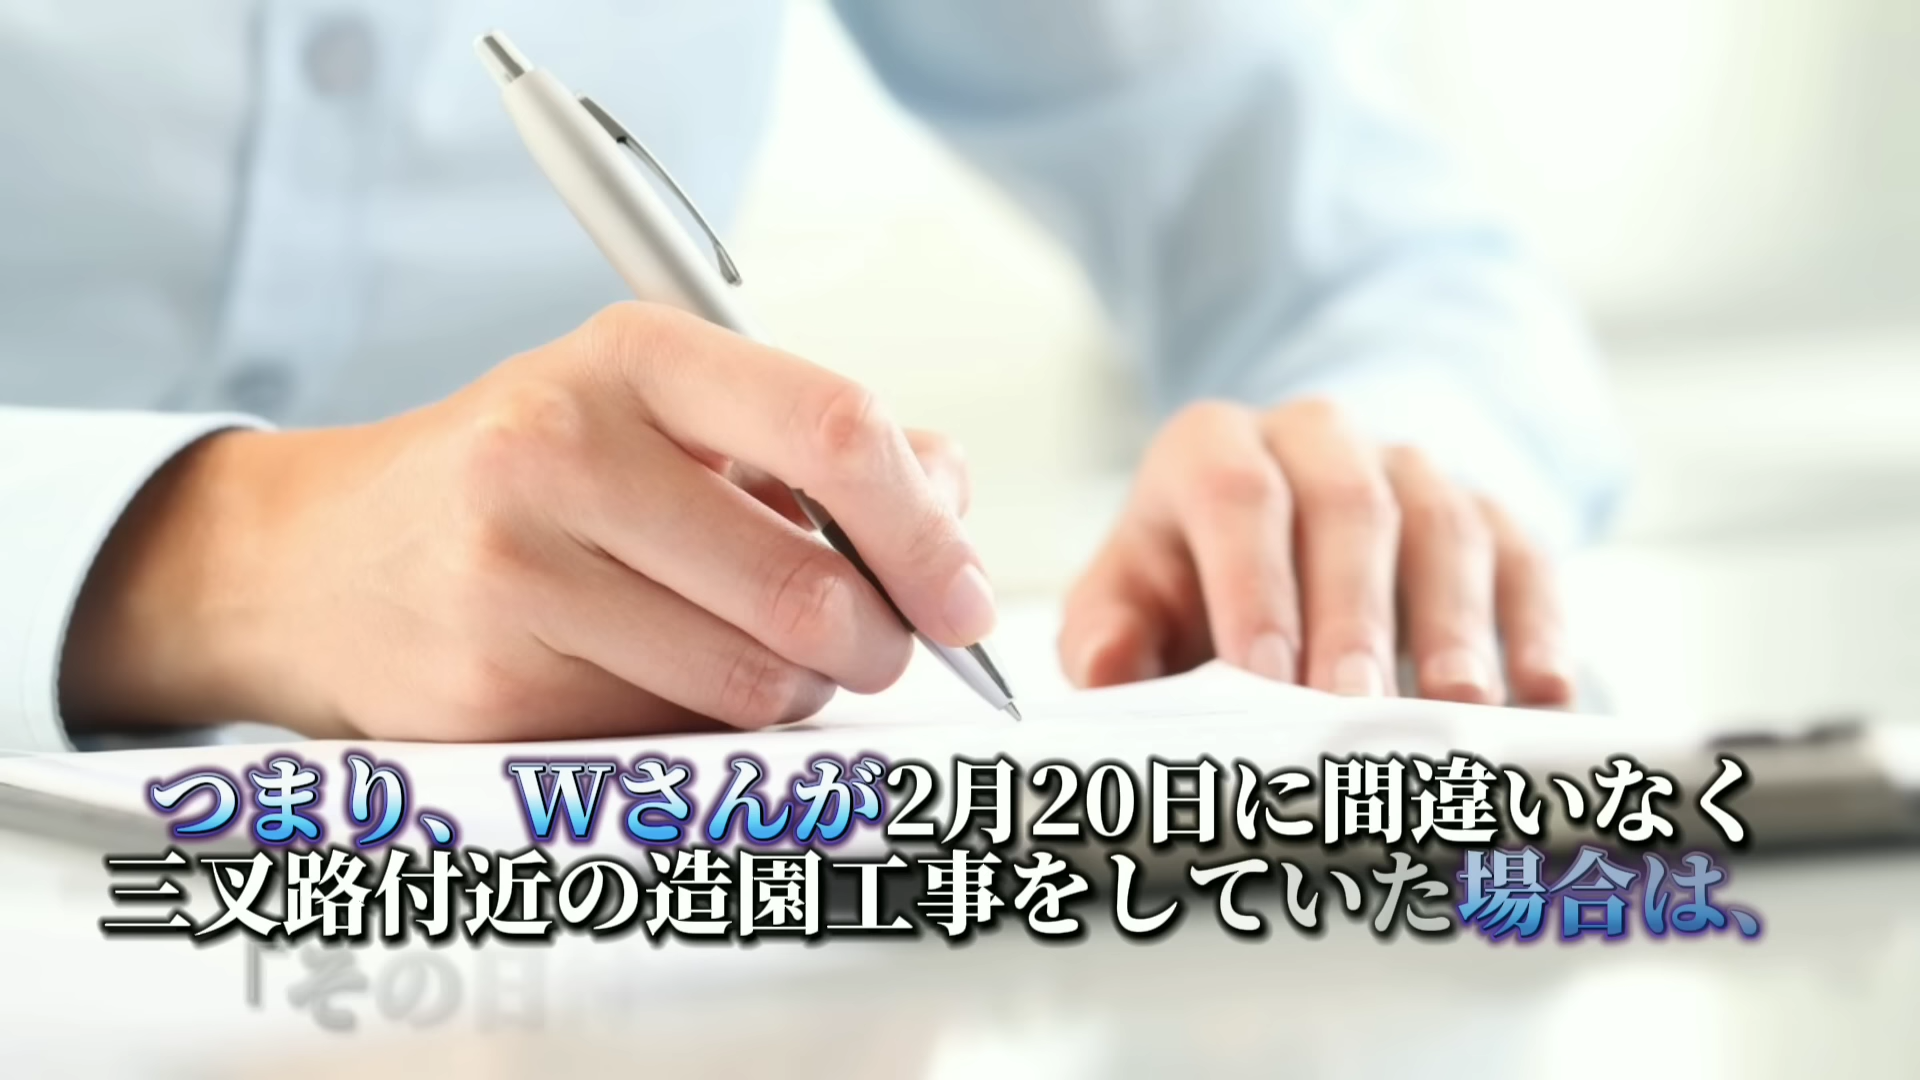 つまり、Wさんが2月20日に間違いなく
三叉路付近の造園工事をしていた場合は、
「その日